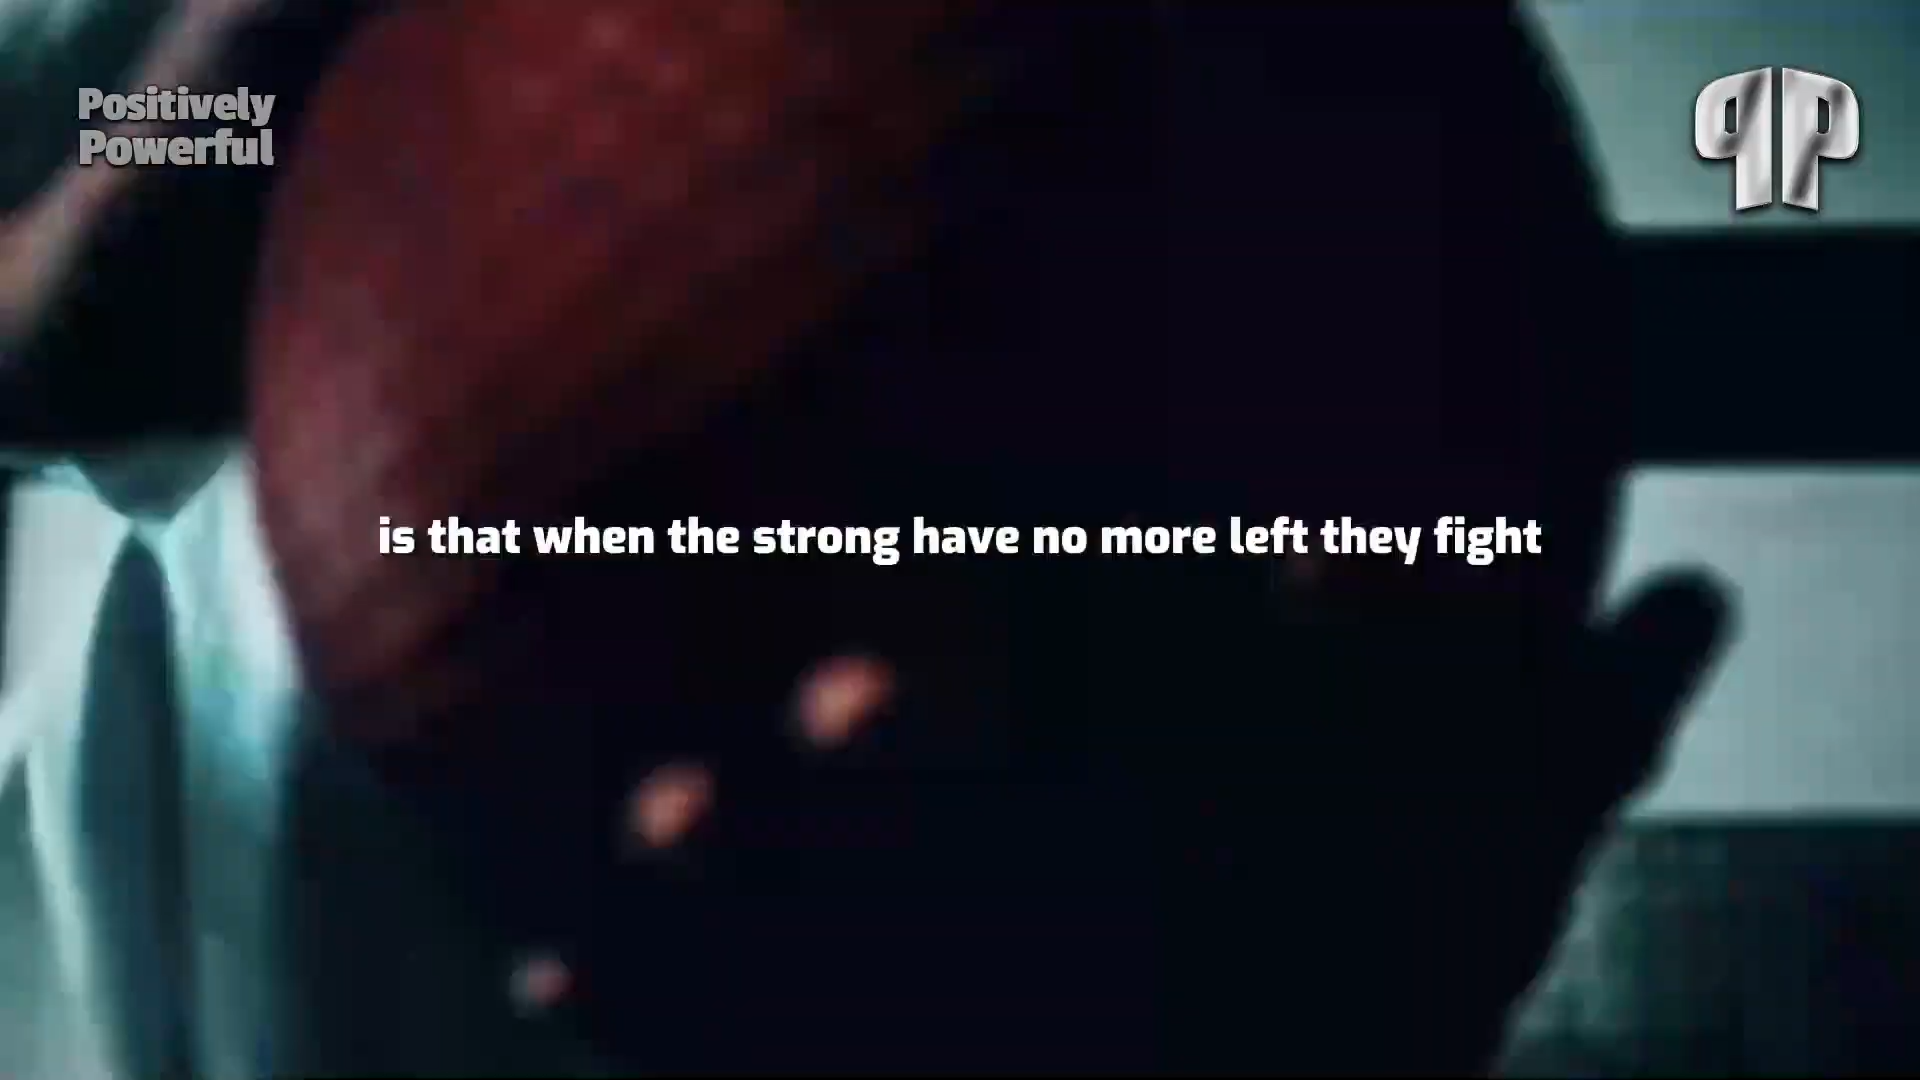 Positively
Powerful
is that when the strong have no more left they fight